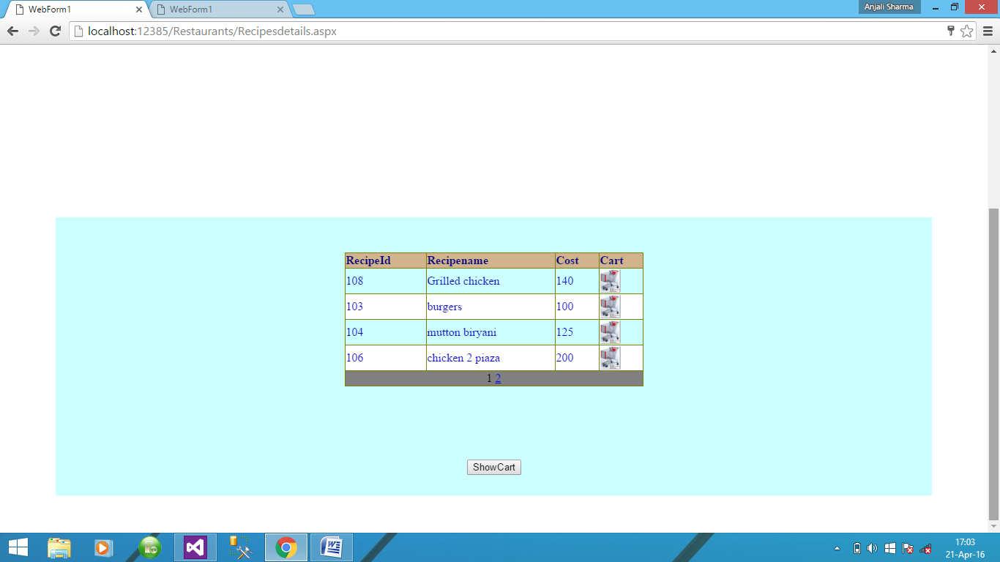 WebForm1 WebForm1 Anjali Sharma
localhost:12385/Restaurants/Recipesdetails.aspx
RecipeId Recipename Cost Cart
108 Grilled chicken 140
103 burgers 100
104 mutton biryani 125
106 chicken 2 piaza 200
1 2
ShowCart
17:03
21-Apr-16